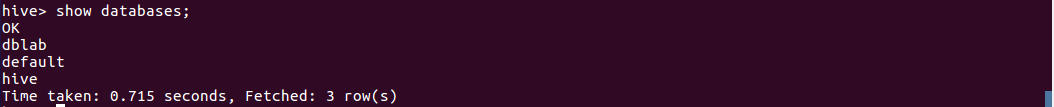 hive> show databases;
OK
dblab
default
hive
Time taken: 0.715 seconds, Fetched: 3 row(s)